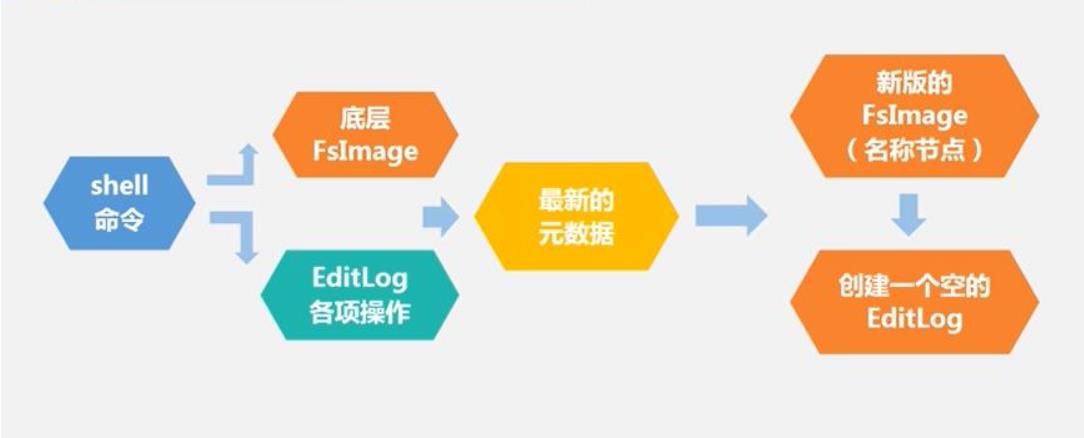 shell
命令
底层
FsImage
EditLog
各项操作
最新的
元数据
新版的
FsImage
（名称节点）
创建一个空的
EditLog